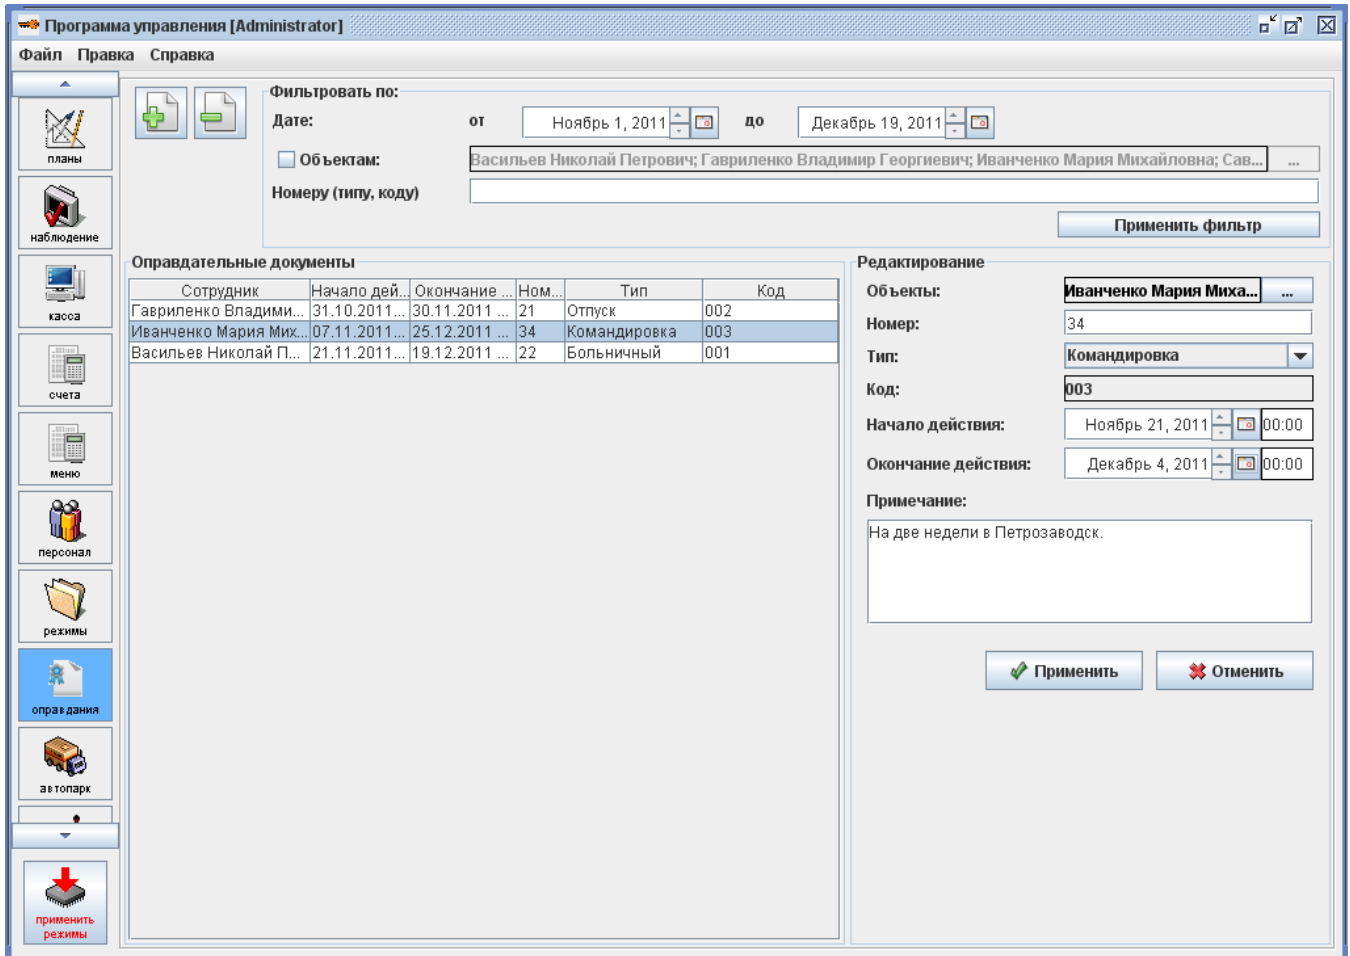 Программа управления [Administrator]
Файл Правка Справка
планы
наблюдение
касса
счета
меню
персонал
режимы
оправдания
автопарк
применить
режимы
Фильтровать по:
Дате: от Ноябрь 1, 2011 до Декабрь 19, 2011
Объектам: Васильев Николай Петрович; Гавриленко Владимир Георгиевич; Иванченко Мария Михайловна; Сав... ...
Номеру (типу, коду)
Применить фильтр
Оправдательные документы
Сотрудник Начало дей... Окончание ... Ном... Тип Код
Гавриленко Владими... 31.10.2011... 30.11.2011 ... 21 Отпуск 002
Иванченко Мария Мих... 07.11.2011... 25.12.2011 ... 34 Командировка 003
Васильев Николай П... 21.11.2011... 19.12.2011 ... 22 Больничный 001
Редактирование
Объекты: Иванченко Мария Миха... ...
Номер: 34
Тип: Командировка
Код: 003
Начало действия: Ноябрь 21, 2011 00:00
Окончание действия: Декабрь 4, 2011 00:00
Примечание:
На две недели в Петрозаводск.
Применить Отменить